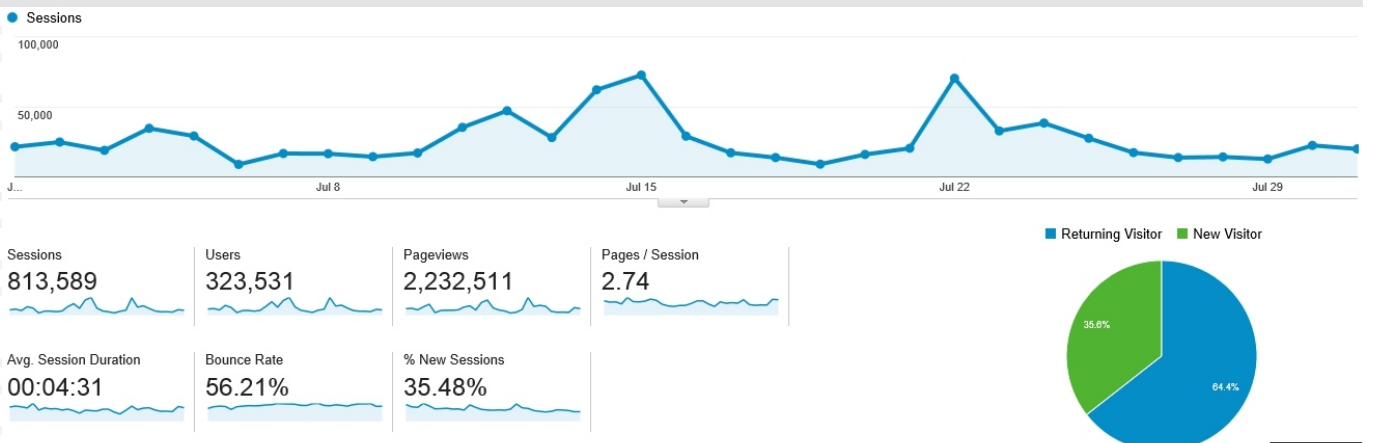 Sessions
100,000
50,000
J...
Jul 8
Jul 15
Jul 22
Jul 29
Returning Visitor New Visitor
Sessions
813,589
Users
323,531
Pageviews
2,232,511
Pages / Session
2.74
35.6%
64.4%
Avg. Session Duration
00:04:31
Bounce Rate
56.21%
% New Sessions
35.48%